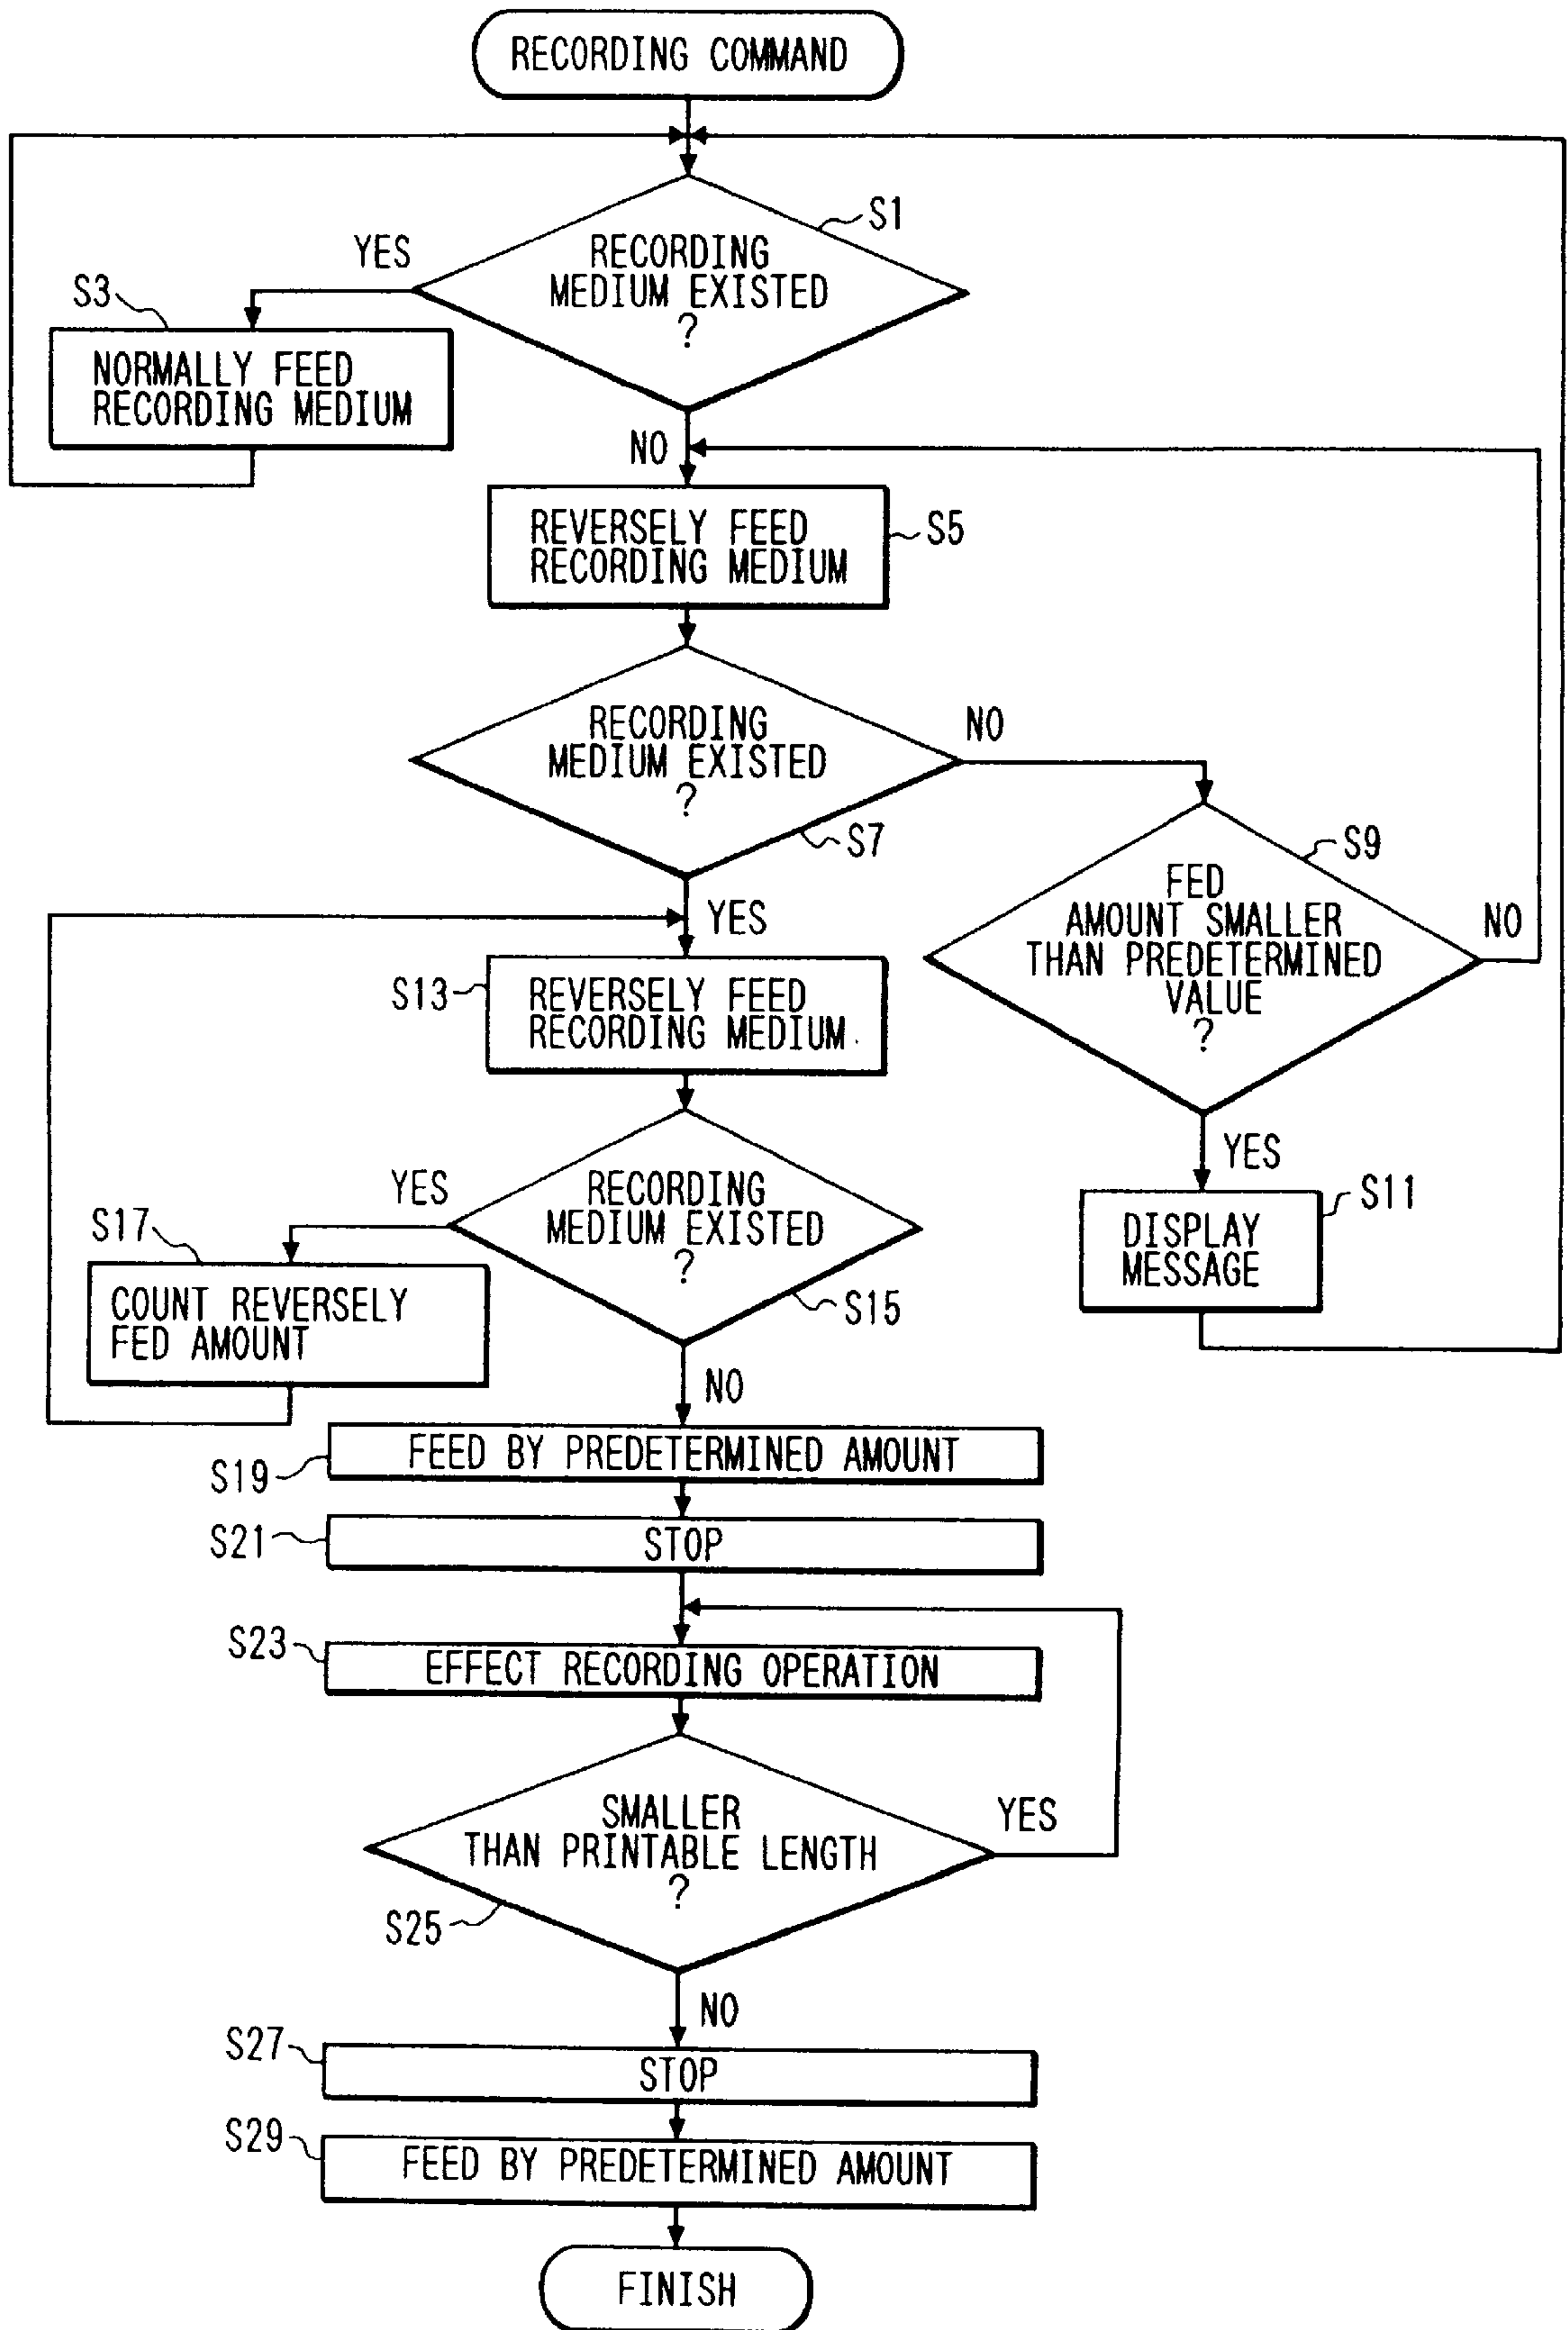 RECORDING COMMAND
S1
YES
RECORDING
MEDIUM EXISTED
?
S3
NORMALLY FEED
RECORDING MEDIUM
NO
REVERSELY FEED
RECORDING MEDIUM
S5
RECORDING
MEDIUM EXISTED
?
NO
S7
S9
FED
AMOUNT SMALLER
THAN PREDETERMINED
VALUE
?
NO
YES
S13
REVERSELY FEED
RECORDING MEDIUM
YES
S11
DISPLAY
MESSAGE
YES
RECORDING
MEDIUM EXISTED
?
S15
S17
COUNT REVERSELY
FED AMOUNT
NO
FEED BY PREDETERMINED AMOUNT
S19
S21
STOP
S23
EFFECT RECORDING OPERATION
SMALLER
THAN PRINTABLE LENGTH
?
YES
S25
NO
S27
STOP
S29
FEED BY PREDETERMINED AMOUNT
FINISH